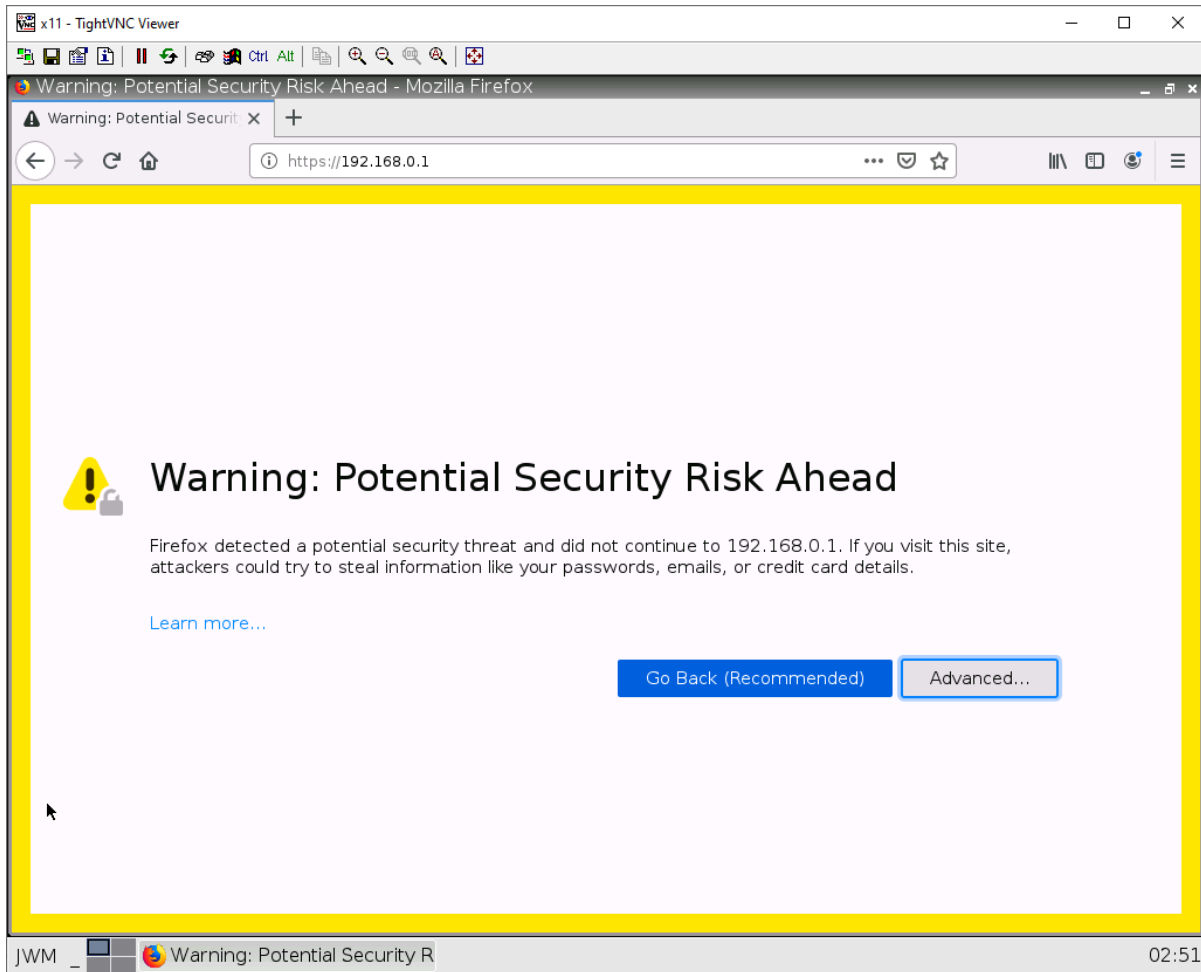 x11 - TightVNC Viewer
Ctrl Alt
Warning: Potential Security Risk Ahead - Mozilla Firefox
Warning: Potential Securit
https://192.168.0.1
Warning: Potential Security Risk Ahead
Firefox detected a potential security threat and did not continue to 192.168.0.1. If you visit this site,
attackers could try to steal information like your passwords, emails, or credit card details.
Learn more...
Go Back (Recommended) Advanced...
JWM _ Warning: Potential Security R 02:51